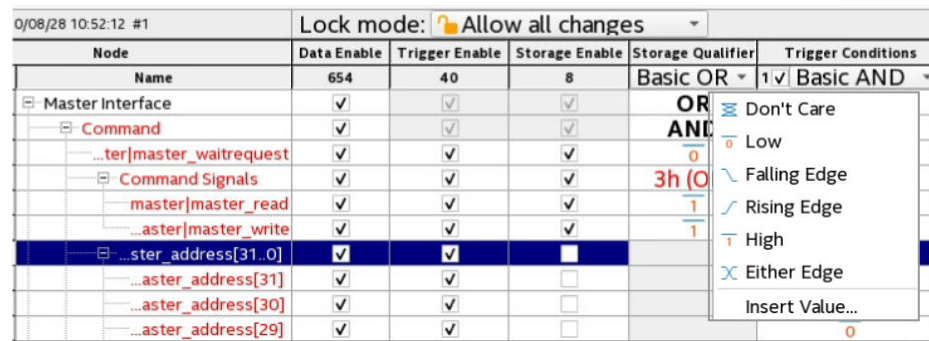 0/08/28 10:52:12 #1 Lock mode: Allow all changes
Node Data Enable Trigger Enable Storage Enable Storage Qualifier Trigger Conditions
Name 654 40 8 Basic OR 1 Basic AND
Master Interface OR
Command AND
...ter|master_waitrequest 0
Command Signals 3h (O
master|master_read 1
...aster|master_write 1
...ster_address[31..0]
...aster_address[31]
...aster_address[30]
...aster_address[29] 0
Don't Care
0 Low
Falling Edge
Rising Edge
1 High
Either Edge
Insert Value...